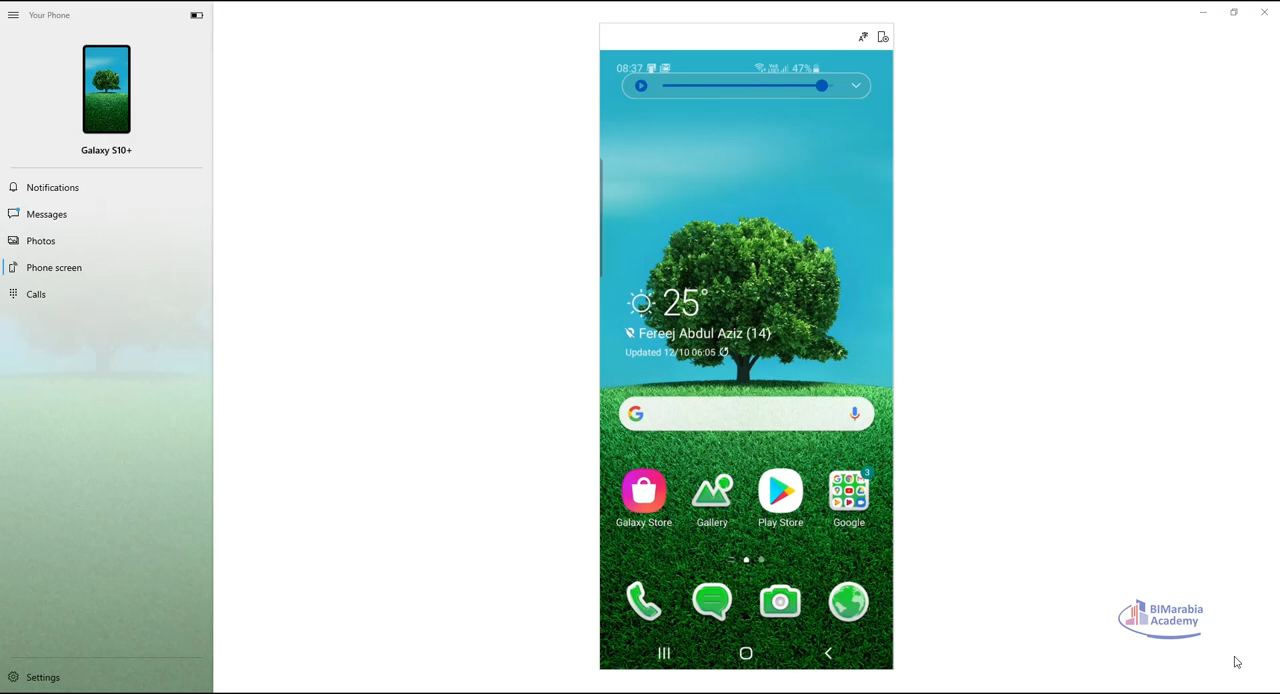 Your Phone
Galaxy S10+
Notifications
Messages
Photos
Phone screen
Calls
Settings
08:37
47%
25°
Fereej Abdul Aziz (14)
Updated 12/10 06:05
Galaxy Store
Gallery
Play Store
3
Google
BIMarabia
Academy